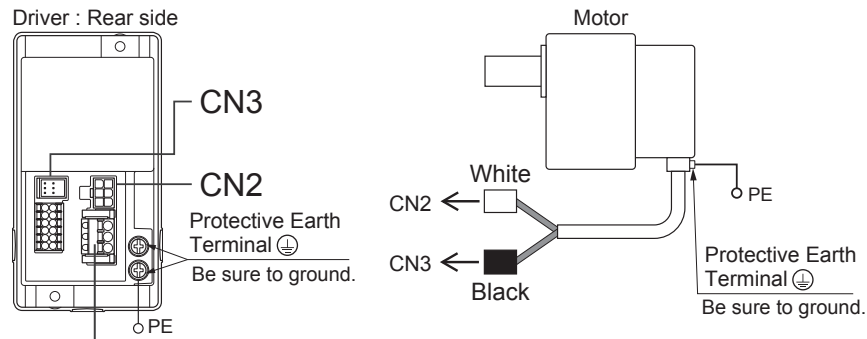 Driver : Rear side
CN3
CN2
Protective Earth
Terminal
Be sure to ground.
PE
Motor
White
CN2
CN3
Black
PE
Protective Earth
Terminal
Be sure to ground.